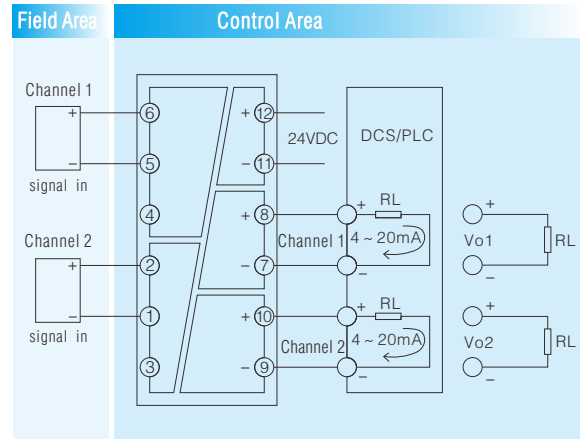 Field Area
Control Area
Channel 1
+
−
signal in
Channel 2
+
−
signal in
6
5
4
2
1
3
+ 12
− 11
+ 8
− 7
+ 10
− 9
24VDC
DCS/PLC
Channel 1
+ RL
4 ~ 20mA
−
Channel 2
+ RL
4 ~ 20mA
−
+
Vo1
RL
−
+
Vo2
RL
−